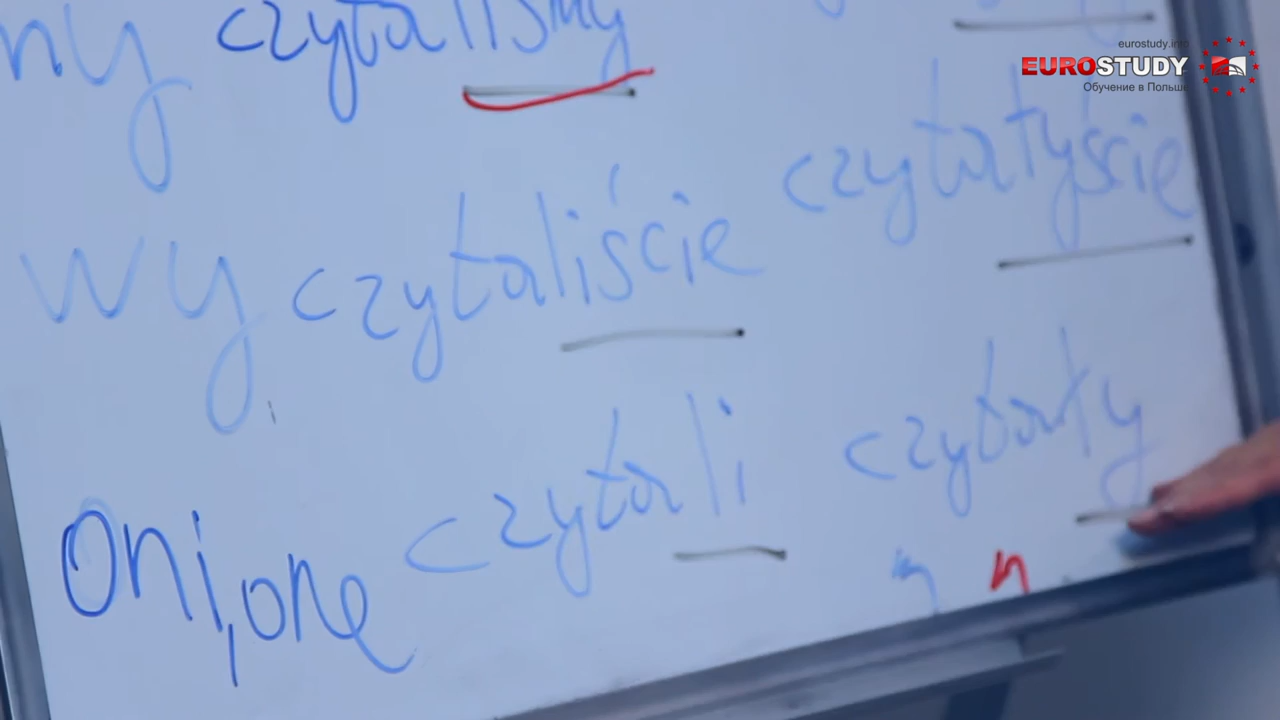 eurostudy.info
EUROSTUDY
Обучение в Польше
my czytaliśmy
wy czytaliście czytałyście
Oni, one czytali czytały